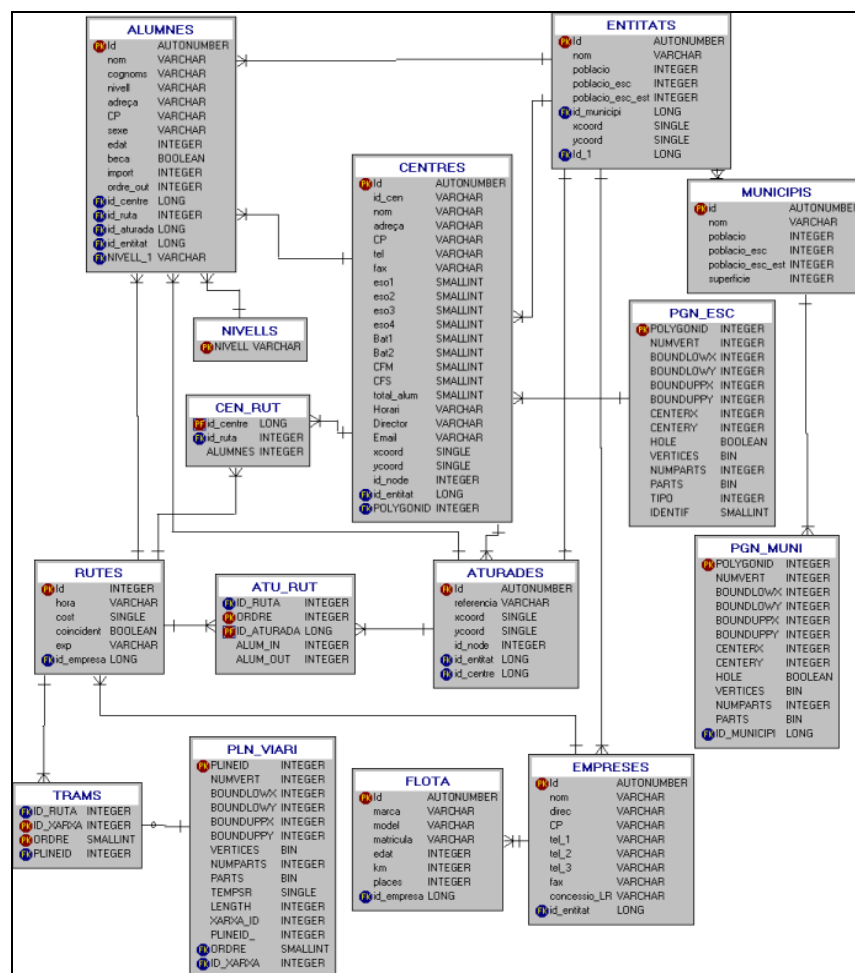 ALUMNES
PK Id AUTONUMBER
nom VARCHAR
cognoms VARCHAR
nivell VARCHAR
adreça VARCHAR
CP VARCHAR
sexe VARCHAR
edat INTEGER
beca BOOLEAN
import INTEGER
ordre_out INTEGER
FK id_centre LONG
FK id_ruta INTEGER
FK id_aturada LONG
FK id_entitat LONG
FK NIVELL_1 VARCHAR
ENTITATS
PK Id AUTONUMBER
nom VARCHAR
poblacio INTEGER
poblacio_esc INTEGER
poblacio_esc_est INTEGER
FK id_municipi LONG
xcoord SINGLE
ycoord SINGLE
FK Id_1 LONG
CENTRES
PK Id AUTONUMBER
id_cen VARCHAR
nom VARCHAR
adreça VARCHAR
CP VARCHAR
tel VARCHAR
fax VARCHAR
eso1 SMALLINT
eso2 SMALLINT
eso3 SMALLINT
eso4 SMALLINT
Bat1 SMALLINT
Bat2 SMALLINT
CFM SMALLINT
CFS SMALLINT
total_alum SMALLINT
Horari VARCHAR
Director VARCHAR
Email VARCHAR
xcoord SINGLE
ycoord SINGLE
id_node INTEGER
FK id_entitat LONG
FK POLYGONID INTEGER
MUNICIPIS
PK id AUTONUMBER
nom VARCHAR
poblacio INTEGER
poblacio_esc INTEGER
poblacio_esc_est INTEGER
superficie INTEGER
NIVELLS
PK NIVELL VARCHAR
PGN_ESC
PK POLYGONID INTEGER
NUMVERT INTEGER
BOUNDLOWX INTEGER
BOUNDLOWY INTEGER
BOUNDUPPX INTEGER
BOUNDUPPY INTEGER
CENTERX INTEGER
CENTERY INTEGER
HOLE BOOLEAN
VERTICES BIN
NUMPARTS INTEGER
PARTS BIN
TIPO INTEGER
IDENTIF SMALLINT
CEN_RUT
PF id_centre LONG
FK id_ruta INTEGER
ALUMNES INTEGER
PGN_MUNI
PK POLYGONID INTEGER
NUMVERT INTEGER
BOUNDLOWX INTEGER
BOUNDLOWY INTEGER
BOUNDUPPX INTEGER
BOUNDUPPY INTEGER
CENTERX INTEGER
CENTERY INTEGER
HOLE BOOLEAN
VERTICES BIN
NUMPARTS INTEGER
PARTS BIN
FK ID_MUNICIPI LONG
RUTES
PK Id INTEGER
hora VARCHAR
cost SINGLE
coincident BOOLEAN
exp VARCHAR
FK id_empresa LONG
ATU_RUT
FK ID_RUTA INTEGER
PK ORDRE INTEGER
PF ID_ATURADA LONG
ALUM_IN INTEGER
ALUM_OUT INTEGER
ATURADES
PK Id AUTONUMBER
referencia VARCHAR
xcoord SINGLE
ycoord SINGLE
id_node INTEGER
FK id_entitat LONG
FK id_centre LONG
TRAMS
FK ID_RUTA INTEGER
PK ID_XARXA INTEGER
PK ORDRE SMALLINT
FK PLINEID INTEGER
PLN_VIARI
PK PLINEID INTEGER
NUMVERT INTEGER
BOUNDLOWX INTEGER
BOUNDLOWY INTEGER
BOUNDUPPX INTEGER
BOUNDUPPY INTEGER
VERTICES BIN
NUMPARTS INTEGER
PARTS BIN
TEMPSR SINGLE
LENGTH INTEGER
XARXA_ID INTEGER
PLINEID_ INTEGER
FK ORDRE SMALLINT
FK ID_XARXA INTEGER
FLOTA
PK Id AUTONUMBER
marca VARCHAR
model VARCHAR
matricula VARCHAR
edat INTEGER
km INTEGER
places INTEGER
FK id_empresa LONG
EMPRESES
PK Id AUTONUMBER
nom VARCHAR
direc VARCHAR
CP VARCHAR
tel_1 VARCHAR
tel_2 VARCHAR
tel_3 VARCHAR
fax VARCHAR
concessio_LR VARCHAR
FK id_entitat LONG